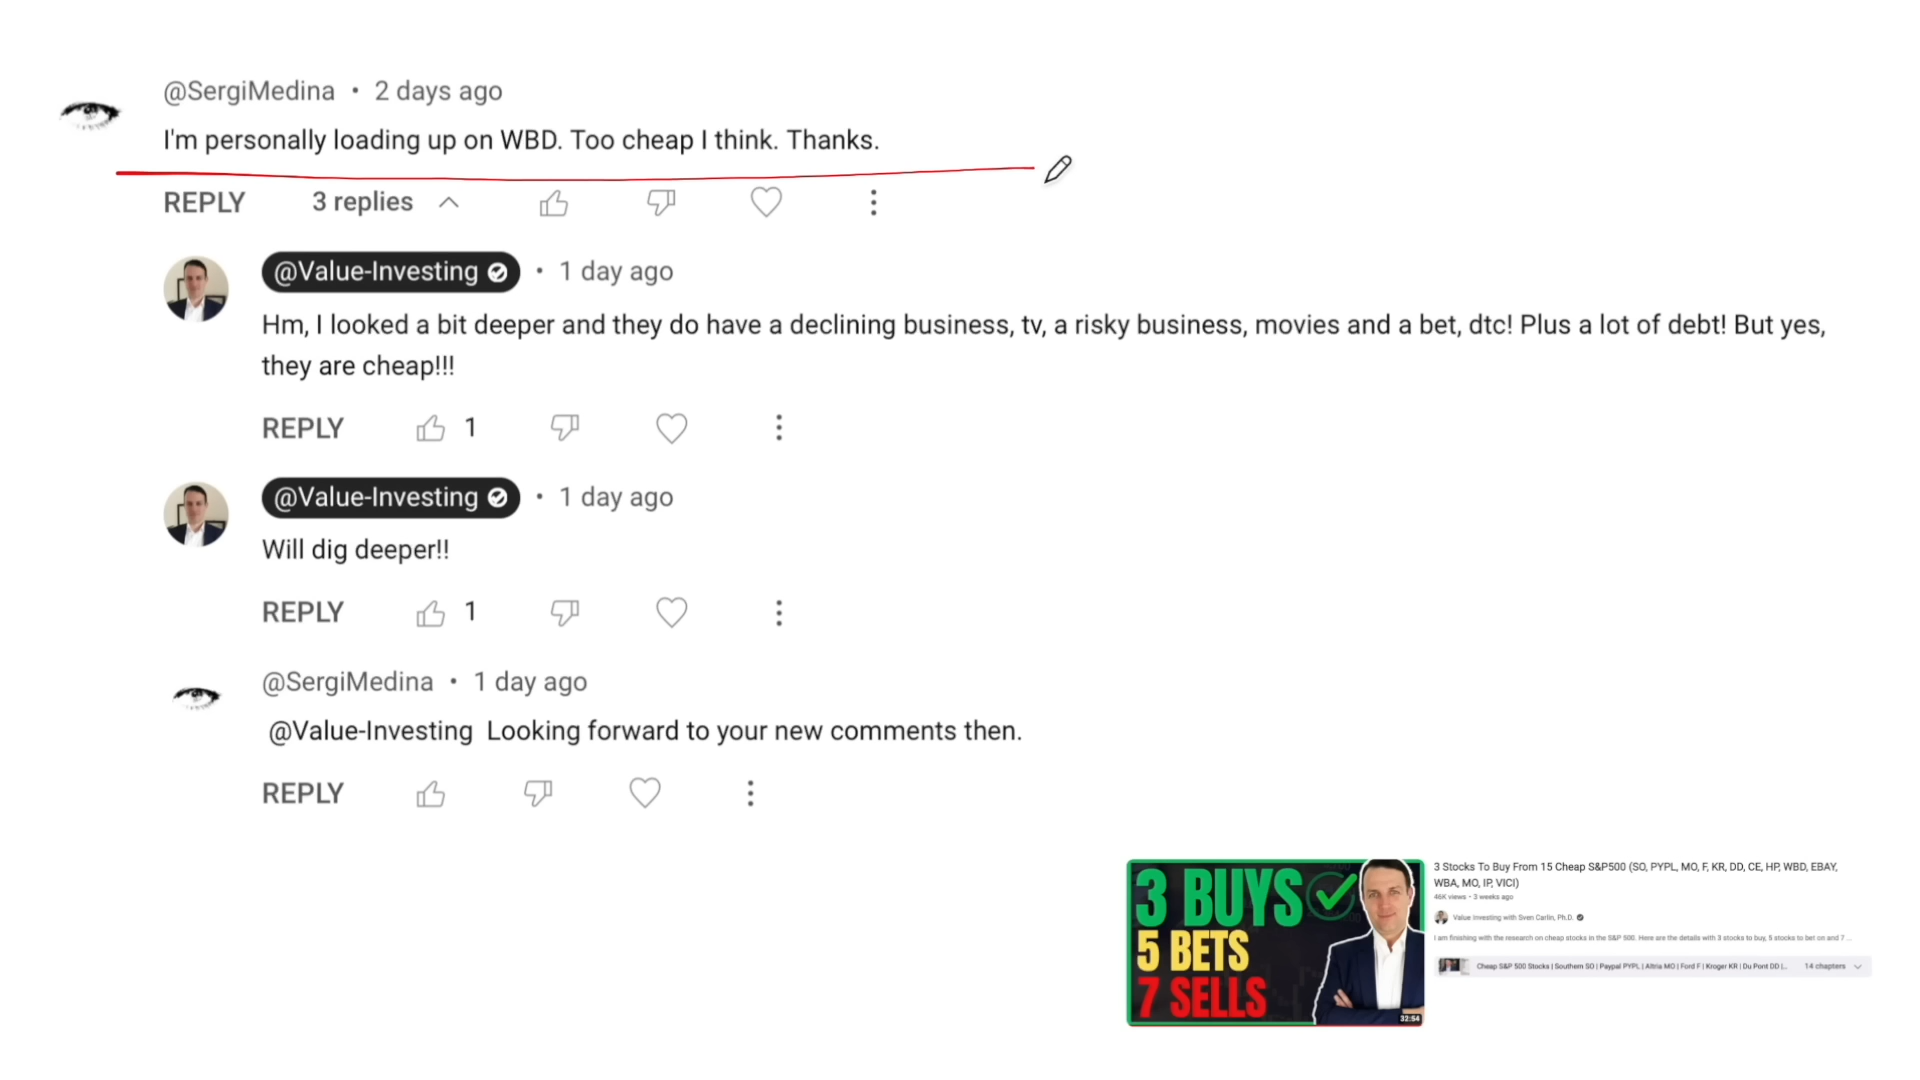 @SergiMedina • 2 days ago
I'm personally loading up on WBD. Too cheap I think. Thanks.
REPLY 3 replies
@Value-Investing • 1 day ago
Hm, I looked a bit deeper and they do have a declining business, tv, a risky business, movies and a bet, dtc! Plus a lot of debt! But yes,
they are cheap!!!
REPLY 1
@Value-Investing • 1 day ago
Will dig deeper!!
REPLY 1
@SergiMedina • 1 day ago
@Value-Investing Looking forward to your new comments then.
REPLY
3 BUYS
5 BETS
7 SELLS
32:54
3 Stocks To Buy From 15 Cheap S&P500 (SO, PYPL, MO, F, KR, DD, CE, HP, WBD, EBAY,
WBA, MO, IP, VICI)
46K views • 3 weeks ago
Value Investing with Sven Carlin, Ph.D.
I am finishing with the research on cheap stocks in the S&P 500. Here are the details with 3 stocks to buy, 5 stocks to bet on and 7 ...
Cheap S&P 500 Stocks | Southern SO | Paypal PYPL | Altria MO | Ford F | Kroger KR | Du Pont DD |... 14 chapters